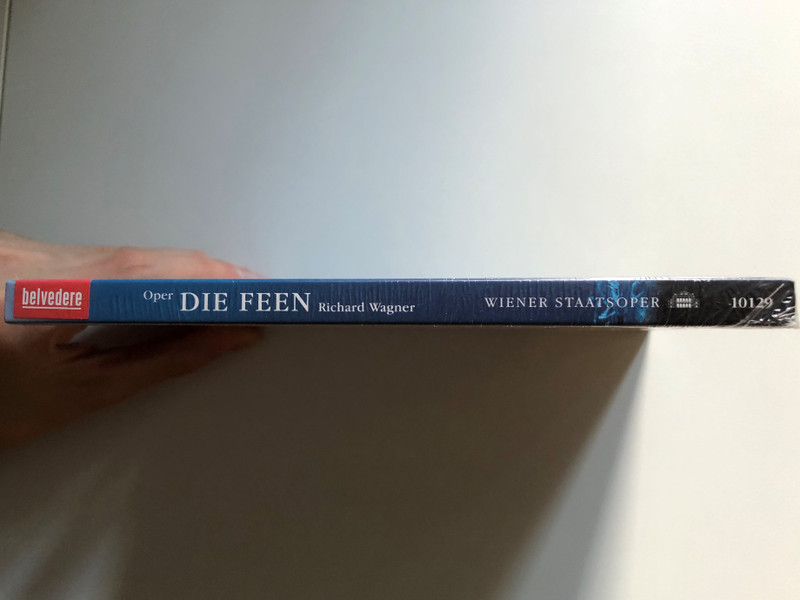 belvedere
Oper DIE FEEN Richard Wagner
WIENER STAATSOPER
10129